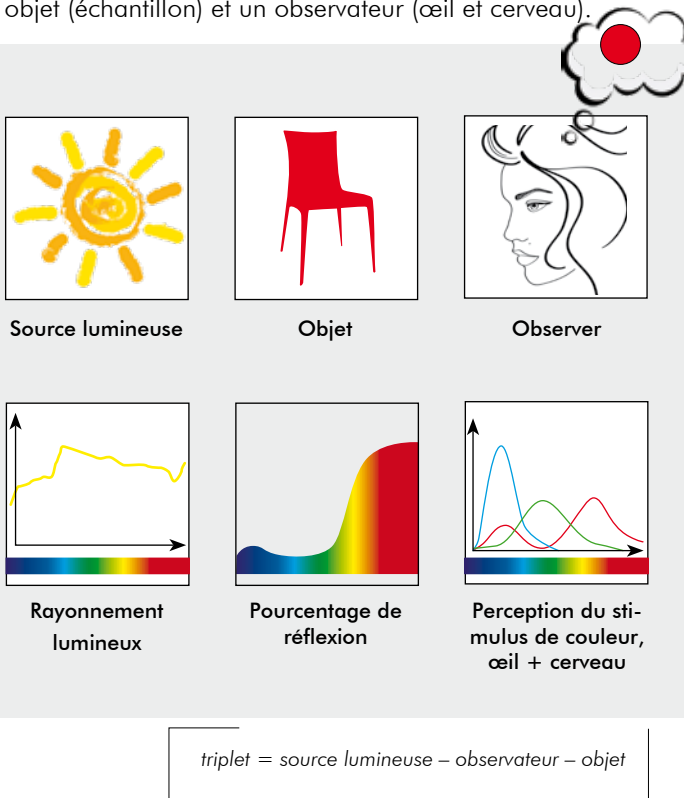 objet (échantillon) et un observateur (œil et cerveau).
Source lumineuse
Objet
Observer
Rayonnement
lumineux
Pourcentage de
réflexion
Perception du sti-
mulus de couleur,
œil + cerveau
triplet = source lumineuse – observateur – objet